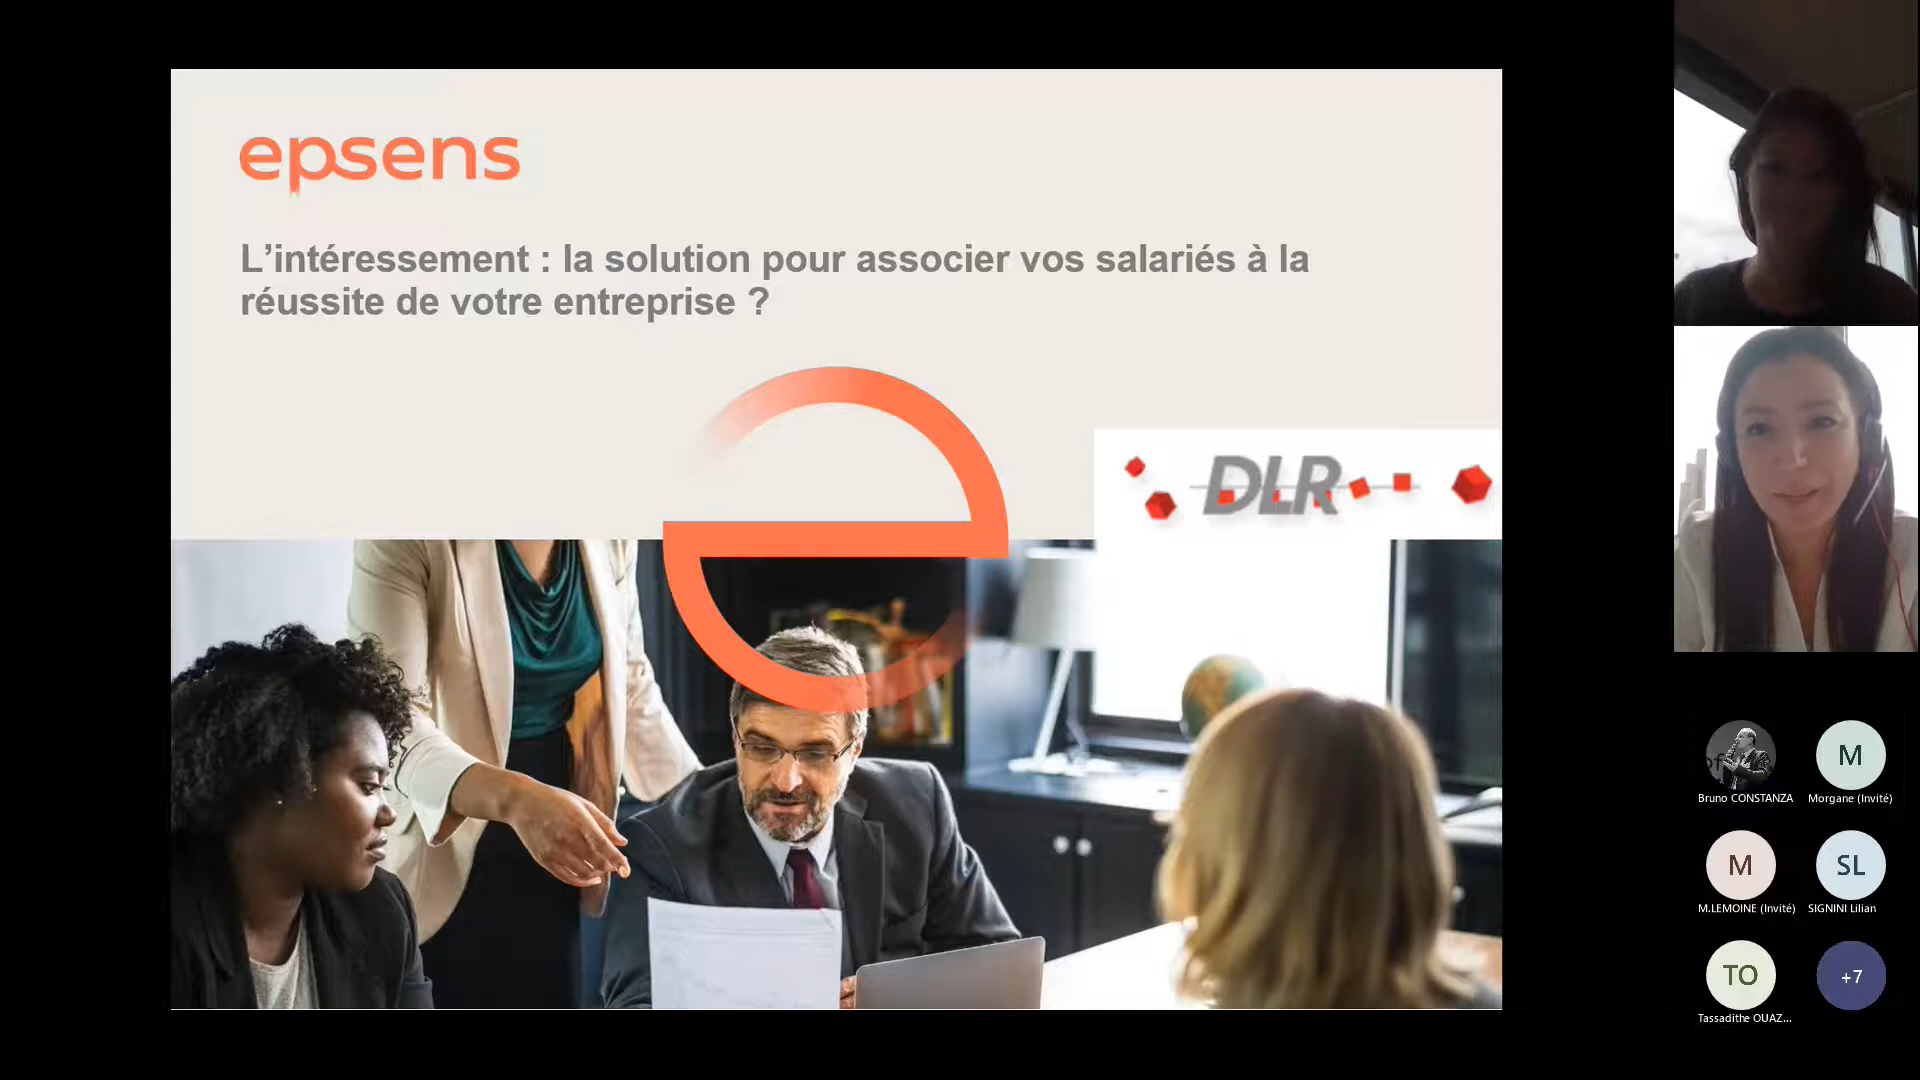 epsens
L’intéressement : la solution pour associer vos salariés à la
réussite de votre entreprise ?
DLR
Bruno CONSTANZA
M
Morgane (Invité)
M
M.LEMOINE (Invité)
SL
SIGNINI Lilian
TO
Tassadithe OUAZ...
+7